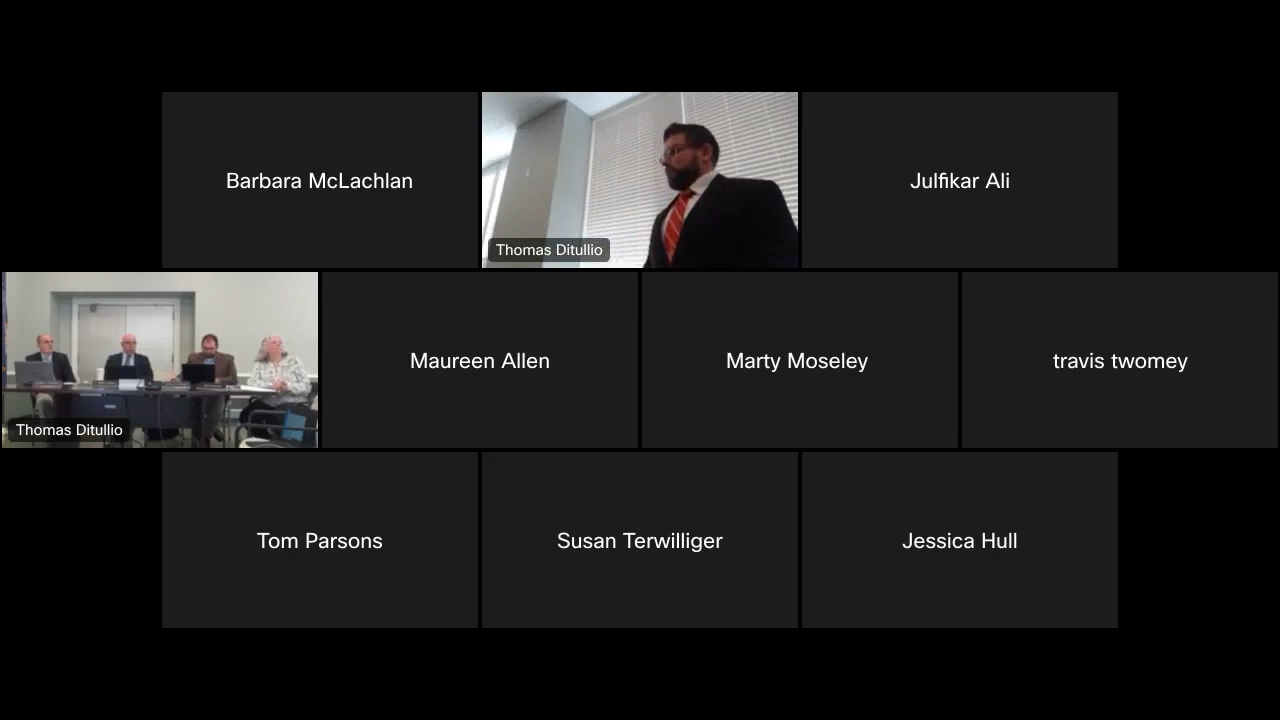 Barbara McLachlan
Thomas Ditullio
Julfikar Ali
Thomas Ditullio
Maureen Allen
Marty Moseley
travis twomey
Tom Parsons
Susan Terwilliger
Jessica Hull